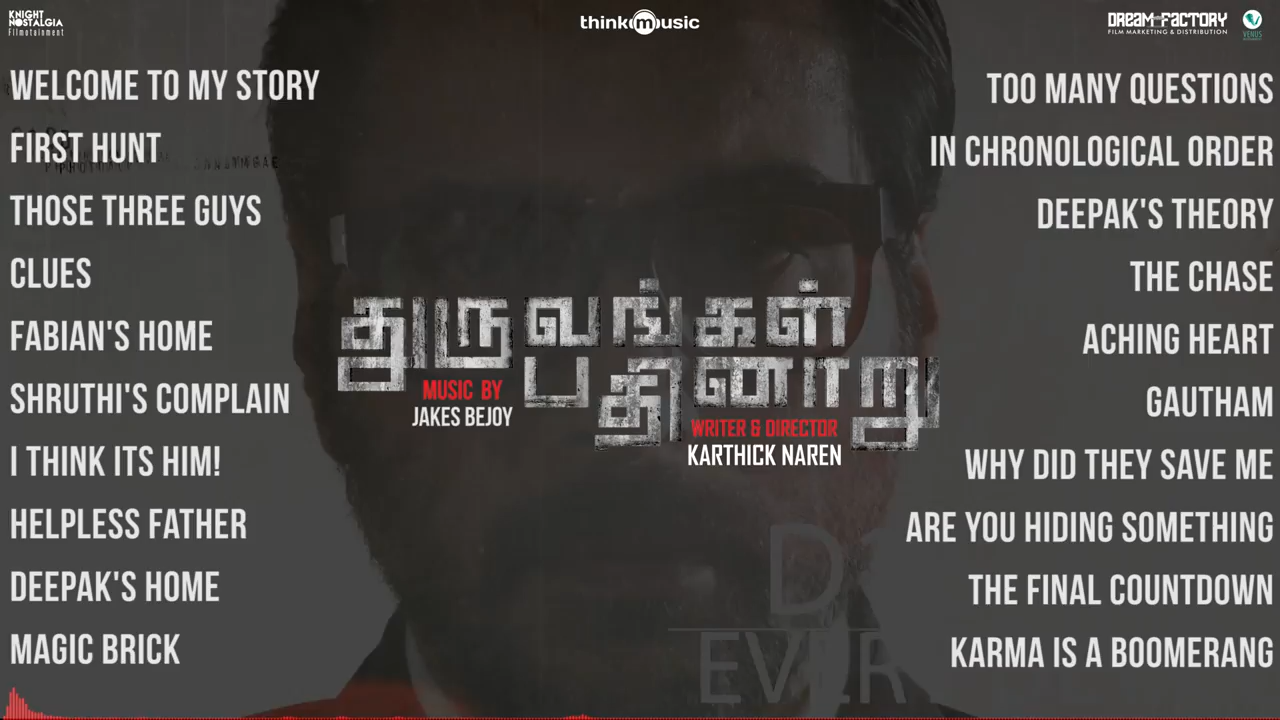 KNIGHT
NOSTALGIA
Filmotainment
think music
DREAM FACTORY
FILM MARKETING & DISTRIBUTION
VENUS
WELCOME TO MY STORY
FIRST HUNT
THOSE THREE GUYS
CLUES
FABIAN'S HOME
SHRUTHI'S COMPLAIN
I THINK ITS HIM!
HELPLESS FATHER
DEEPAK'S HOME
MAGIC BRICK
துருவங்கள்
பதினாறு
MUSIC BY
JAKES BEJOY
WRITER & DIRECTOR
KARTHICK NAREN
TOO MANY QUESTIONS
IN CHRONOLOGICAL ORDER
DEEPAK'S THEORY
THE CHASE
ACHING HEART
GAUTHAM
WHY DID THEY SAVE ME
ARE YOU HIDING SOMETHING
THE FINAL COUNTDOWN
KARMA IS A BOOMERANG
D
EVER